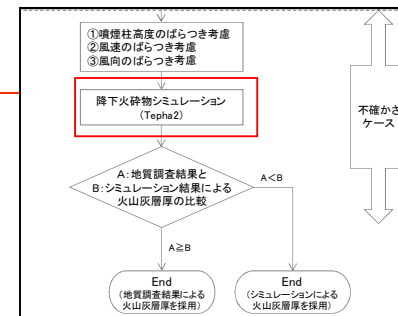 ①噴煙柱高度のばらつき考慮
②風速のばらつき考慮
③風向のばらつき考慮
降下火砕物シミュレーション
(Tepha2)
不確かさ
ケース
A:地質調査結果と
B:シミュレーション結果による
火山灰層厚の比較
A<B
A≧B
End
(地質調査結果による
火山灰層厚を採用)
End
(シミュレーションによる
火山灰層厚を採用)